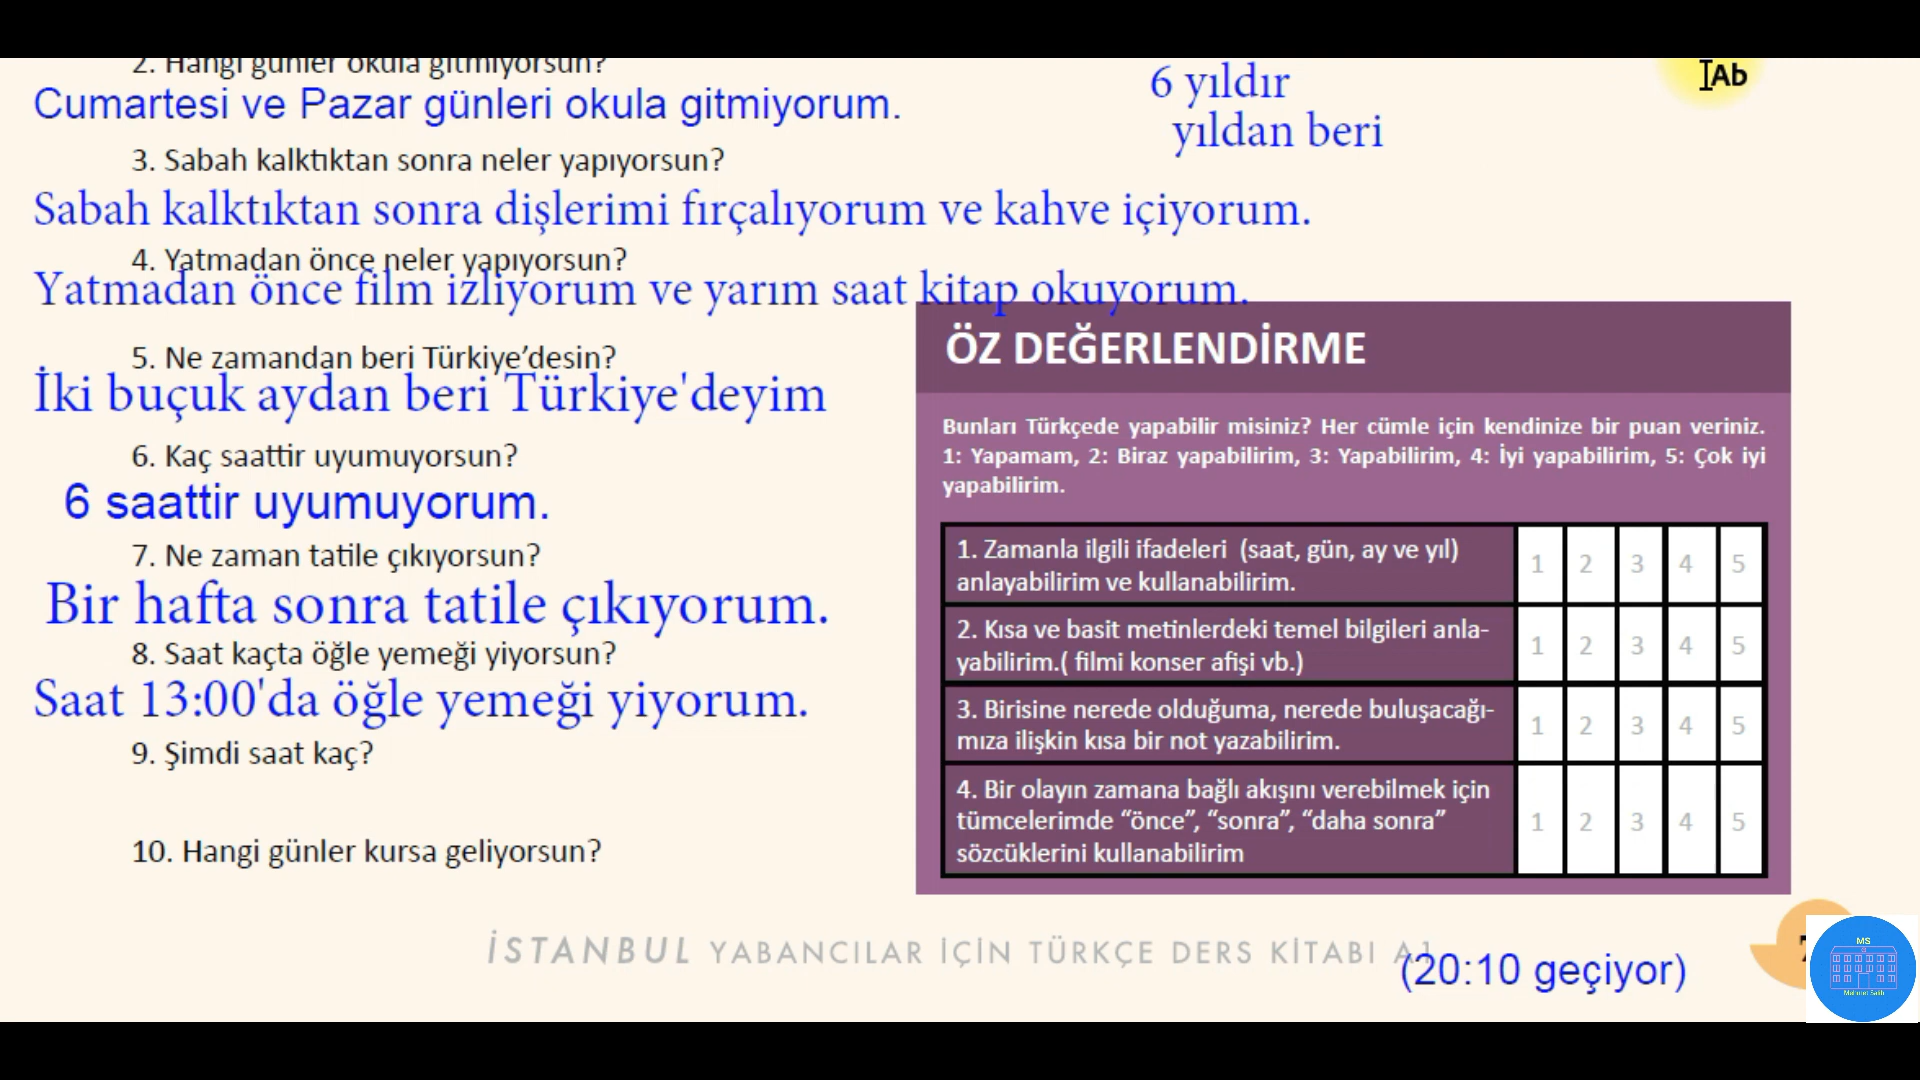 2. Hangi günler okula gitmiyorsun?
Cumartesi ve Pazar günleri okula gitmiyorum.
6 yıldır
yıldan beri
Ab
3. Sabah kalktıktan sonra neler yapıyorsun?
Sabah kalktıktan sonra dişlerimi fırçalıyorum ve kahve içiyorum.
4. Yatmadan önce neler yapıyorsun?
Yatmadan önce film izliyorum ve yarım saat kitap okuyorum.
5. Ne zamandan beri Türkiye’desin?
İki buçuk aydan beri Türkiye'deyim
6. Kaç saattir uyumuyorsun?
6 saattir uyumuyorum.
7. Ne zaman tatile çıkıyorsun?
Bir hafta sonra tatile çıkıyorum.
8. Saat kaçta öğle yemeği yiyorsun?
Saat 13:00'da öğle yemeği yiyorum.
9. Şimdi saat kaç?
10. Hangi günler kursa geliyorsun?
ÖZ DEĞERLENDİRME
Bunları Türkçede yapabilir misiniz? Her cümle için kendinize bir puan veriniz.
1: Yapamam, 2: Biraz yapabilirim, 3: Yapabilirim, 4: İyi yapabilirim, 5: Çok iyi
yapabilirim.
1. Zamanla ilgili ifadeleri (saat, gün, ay ve yıl)
anlayabilirim ve kullanabilirim.
1 2 3 4 5
2. Kısa ve basit metinlerdeki temel bilgileri anla-
yabilirim.( filmi konser afişi vb.)
1 2 3 4 5
3. Birisine nerede olduğuma, nerede buluşacağı-
mıza ilişkin kısa bir not yazabilirim.
1 2 3 4 5
4. Bir olayın zamana bağlı akışını verebilmek için
tümcelerimde “önce”, “sonra”, “daha sonra”
sözcüklerini kullanabilirim
1 2 3 4 5
İSTANBUL YABANCILAR İÇİN TÜRKÇE DERS KİTABI A1
(20:10 geçiyor)
MS
Mehmet Salih